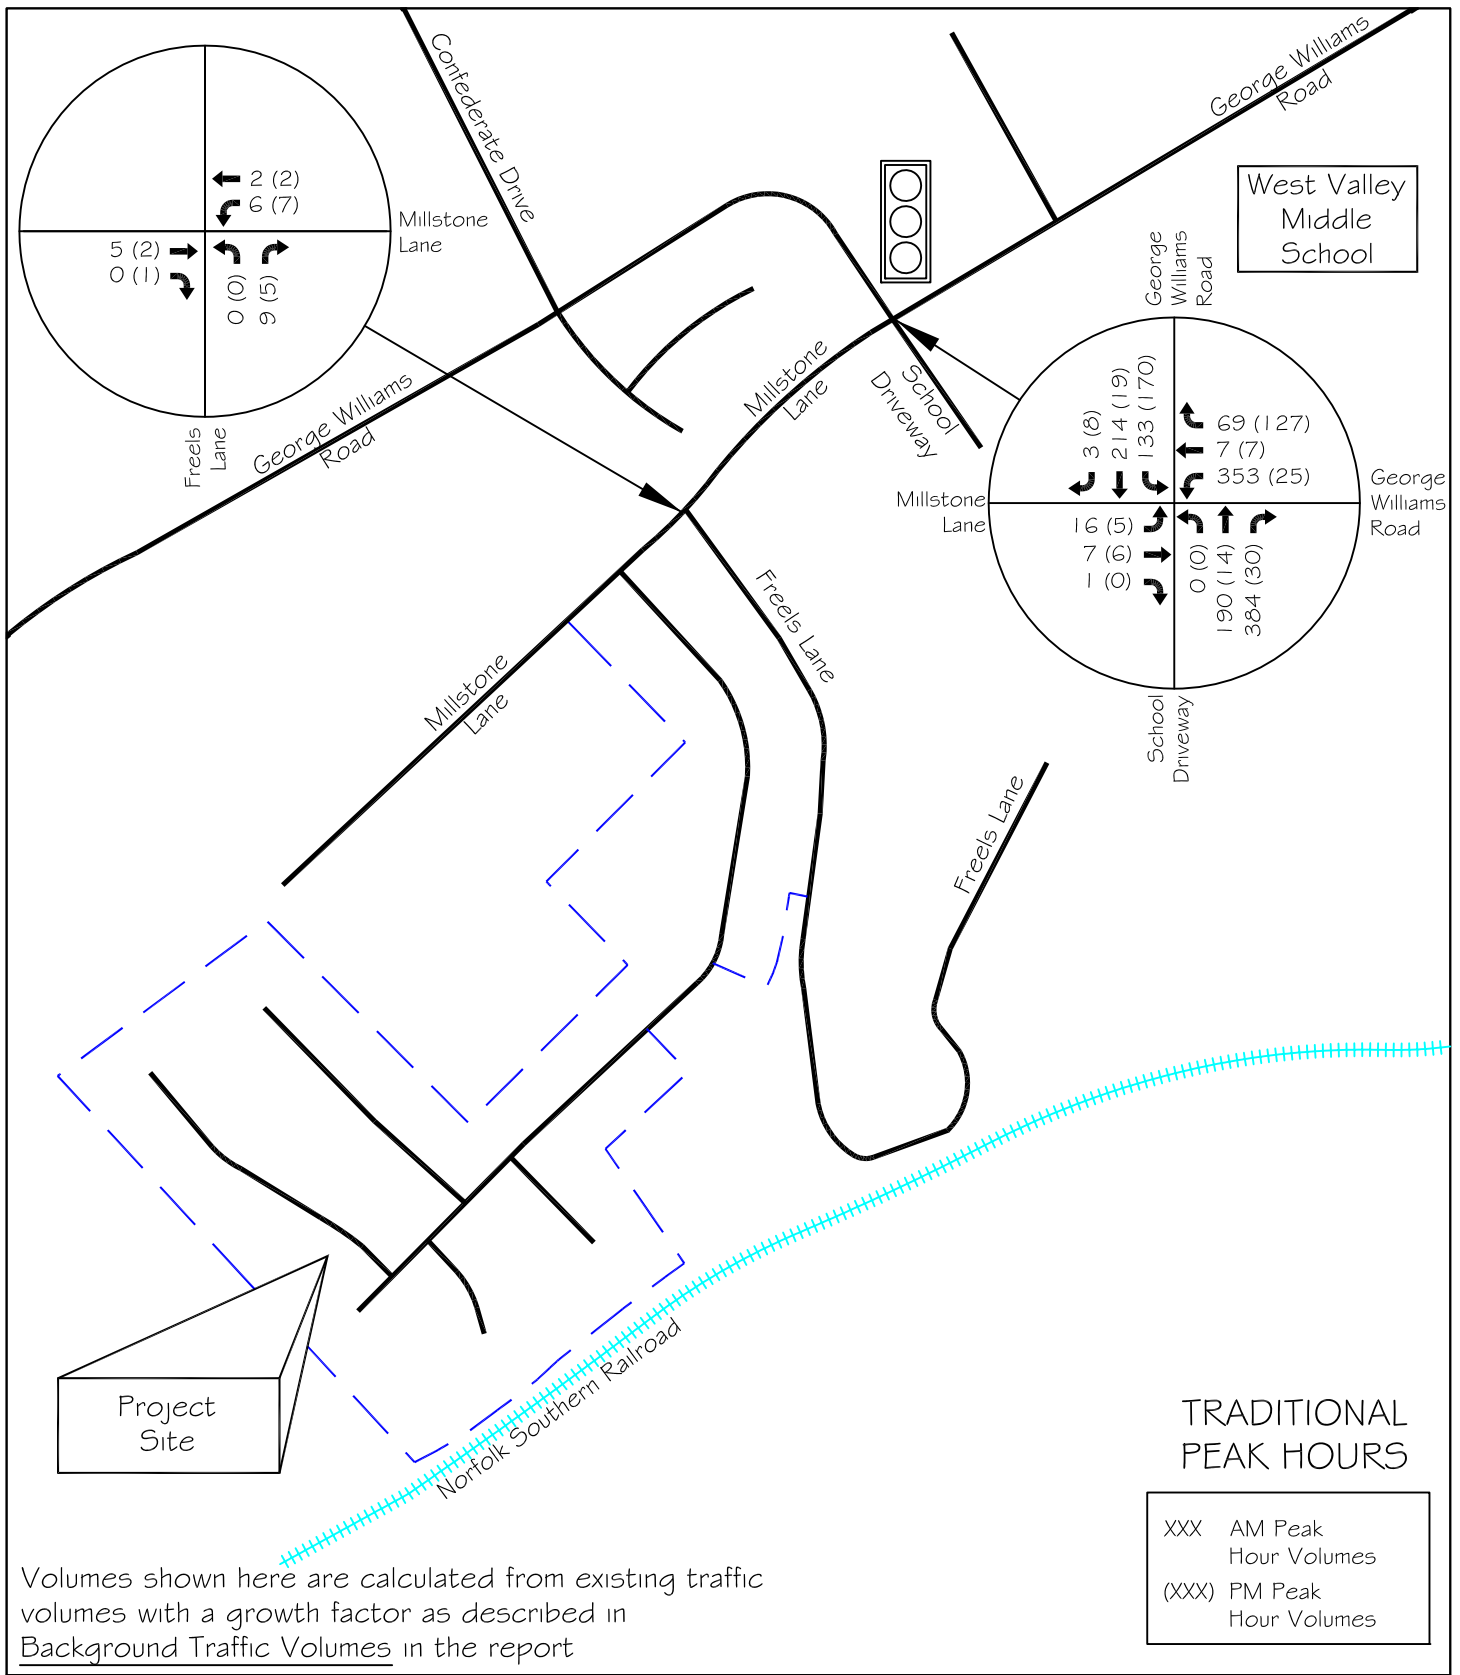 Confederate Drive
George Williams
Road
West Valley
Middle
School
2 (2)
6 (7)
5 (2)
0 (1)
0 (0)
9 (5)
Millstone
Lane
Freels
Lane
George Williams
Road
Millstone
Lane
School
Driveway
George
Williams
Road
3 (8)
214 (19)
133 (170)
69 (127)
7 (7)
353 (25)
Millstone
Lane
George
Williams
Road
16 (5)
7 (6)
1 (0)
0 (0)
190 (14)
384 (30)
School
Driveway
Freels Lane
Millstone
Lane
Freels Lane
Norfolk Southern Railroad
Project
Site
TRADITIONAL
PEAK HOURS
XXX AM Peak
Hour Volumes
(XXX) PM Peak
Hour Volumes
Volumes shown here are calculated from existing traffic
volumes with a growth factor as described in
Background Traffic Volumes in the report